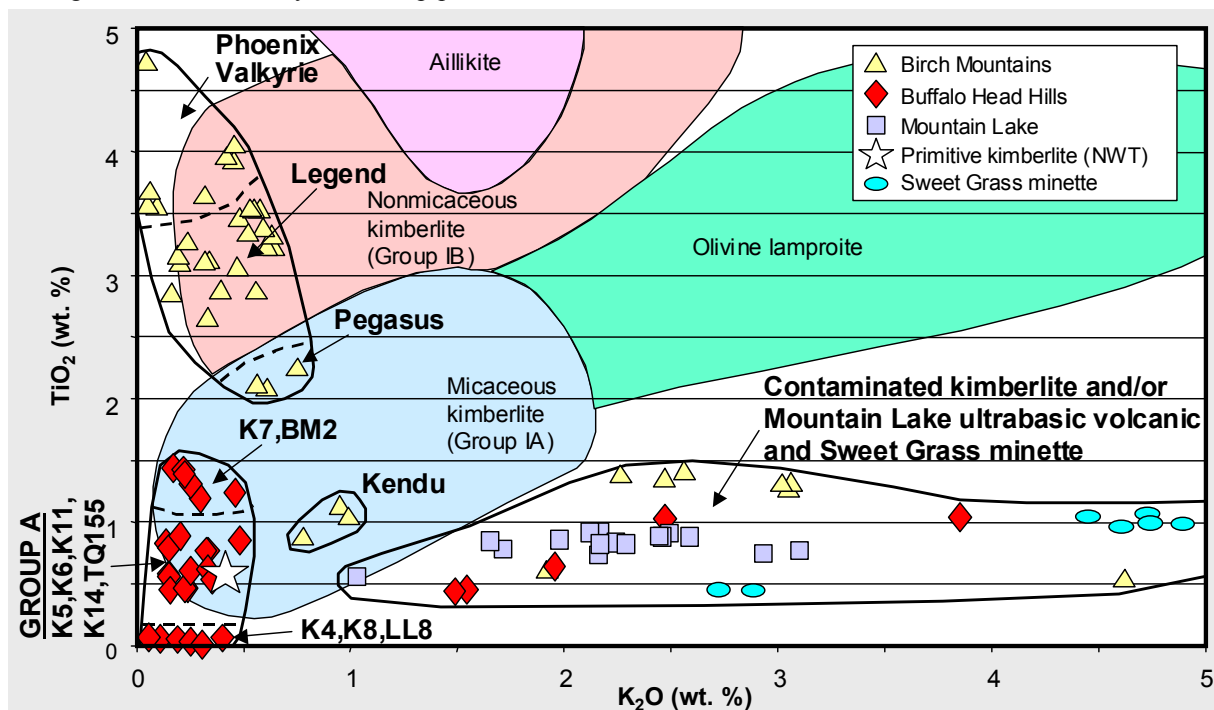 5
4
3
2
1
0
TiO2 (wt. %)
GROUP A
K5,K6,K11,
K14,TQ155
Phoenix
Valkyrie
Aillikite
Birch Mountains
Buffalo Head Hills
Mountain Lake
Primitive kimberlite (NWT)
Sweet Grass minette
Legend
Nonmicaceous
kimberlite
(Group IB)
Olivine lamproite
Pegasus
Micaceous
kimberlite
(Group IA)
Contaminated kimberlite and/or
Mountain Lake ultrabasic volcanic
and Sweet Grass minette
K7,BM2
Kendu
K4,K8,LL8
0
1
2
3
4
5
K2O (wt. %)